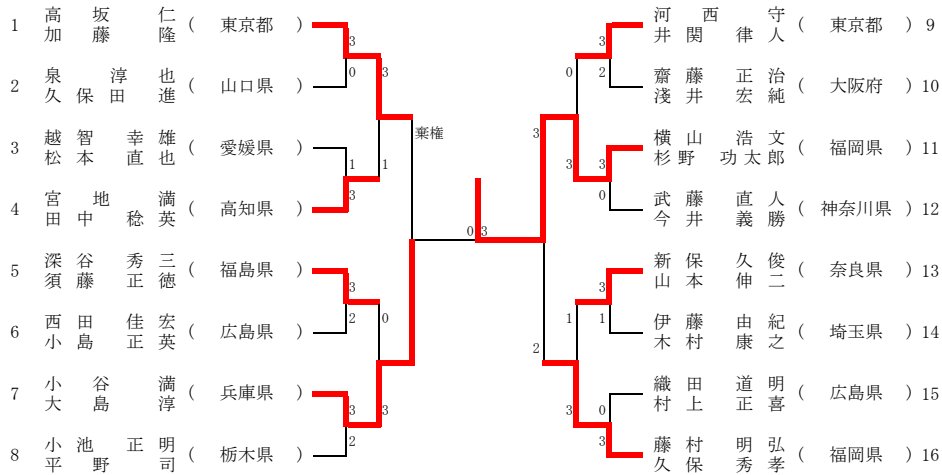 高坂 仁
1 ( 東京都 )
加藤 隆
泉 淳也
2 ( 山口県 )
久保田 進
越智 幸雄
3 ( 愛媛県 )
松本 直也
宮地 満
4 ( 高知県 )
田中 稔英
深谷 秀三
5 ( 福島県 )
須藤 正徳
西田 佳宏
6 ( 広島県 )
小島 正英
小谷 満
7 ( 兵庫県 )
大島 淳
小池 正明
8 ( 栃木県 )
平野 司
3
0
3
1
3
1
棄権
3
2
0
3
2
3
0 3
3
2
0
3
0
3
3
3
1
1
2
0
3
3
河西 守
( 東京都 ) 9
井関 律人
齋藤 正治
( 大阪府 ) 10
淺井 宏純
横山 浩文
( 福岡県 ) 11
杉野 功太郎
武藤 直人
( 神奈川県 ) 12
今井 義勝
新保 久俊
( 奈良県 ) 13
山本 伸二
伊藤 由紀
( 埼玉県 ) 14
木村 康之
織田 道明
( 広島県 ) 15
村上 正喜
藤村 明弘
( 福岡県 ) 16
久保 秀孝